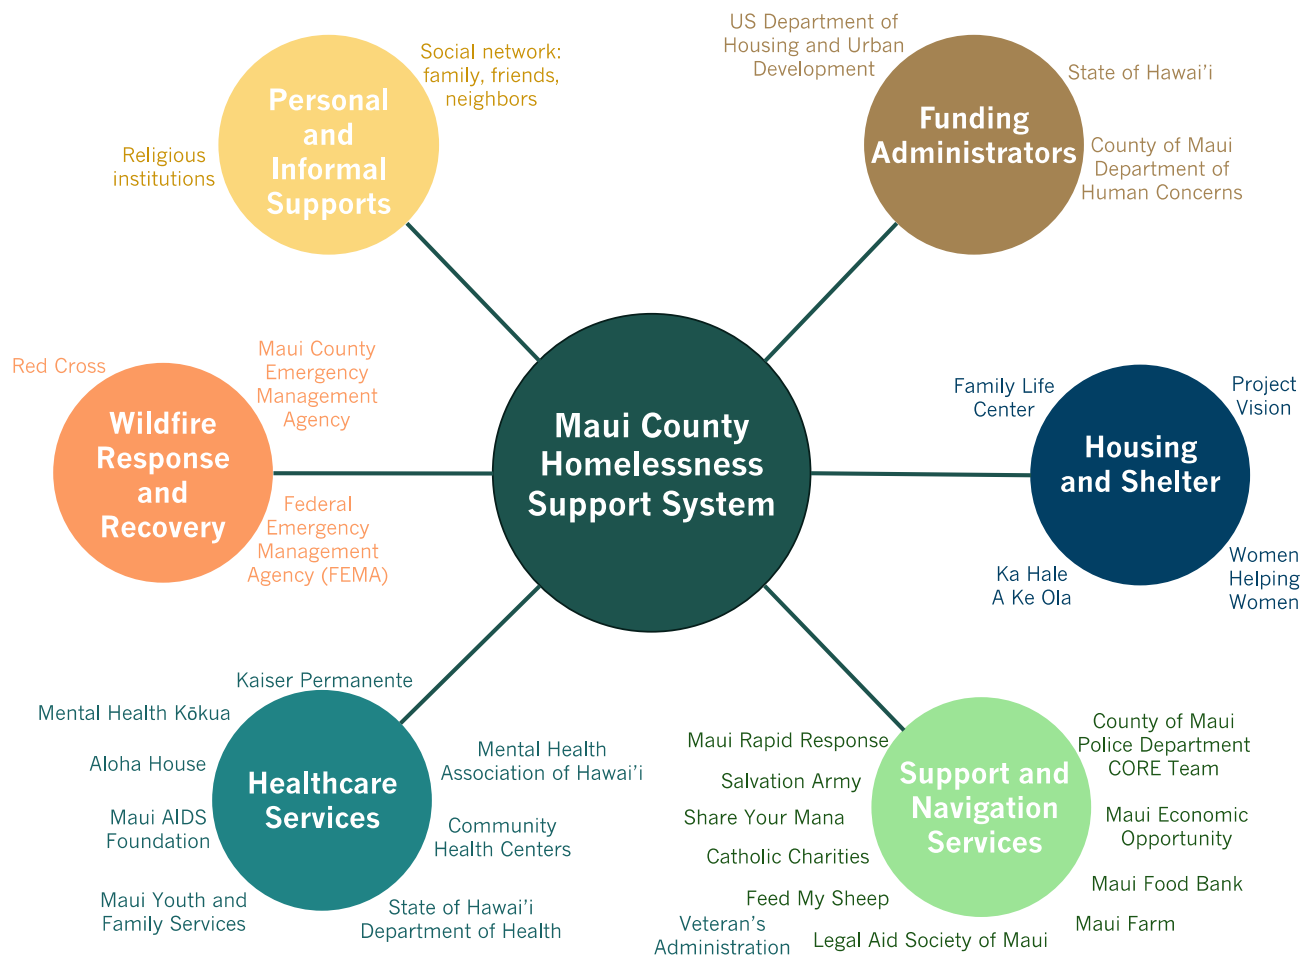 Personal
and
Informal
Supports
Social network:
family, friends,
neighbors
Religious
institutions
US Department of
Housing and Urban
Development
Funding
Administrators
State of Hawai'i
County of Maui
Department of
Human Concerns
Maui County
Homelessness
Support System
Red Cross
Maui County
Emergency
Management
Agency
Wildfire
Response
and
Recovery
Federal
Emergency
Management
Agency (FEMA)
Family Life
Center
Project
Vision
Housing
and Shelter
Ka Hale
A Ke Ola
Women
Helping
Women
Kaiser Permanente
Mental Health Kōkua
Aloha House
Maui AIDS
Foundation
Maui Youth and
Family Services
Healthcare
Services
Mental Health
Association of Hawai'i
Community
Health Centers
State of Hawai'i
Department of Health
Maui Rapid Response
Salvation Army
Share Your Mana
Catholic Charities
Feed My Sheep
Veteran's
Administration
Legal Aid Society of Maui
Support and
Navigation
Services
County of Maui
Police Department
CORE Team
Maui Economic
Opportunity
Maui Food Bank
Maui Farm